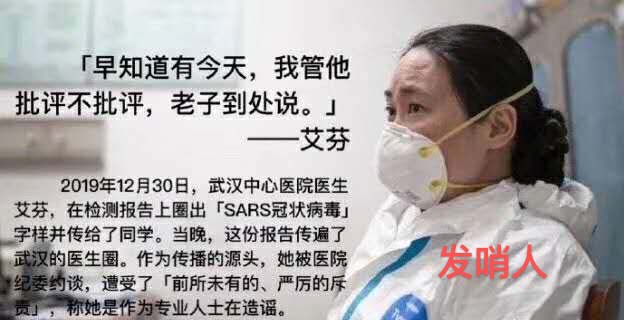 「早知道有今天，我管他
批评不批评，老子到处说。」
——艾芬
2019年12月30日，武汉中心医院医生
艾芬，在检测报告上圈出「SARS冠状病毒」
字样并传给了同学。当晚，这份报告传遍了
武汉的医生圈。作为传播的源头，她被医院
纪委约谈，遭受了「前所未有的、严厉的斥
责」，称她是作为专业人士在造谣。
发哨人